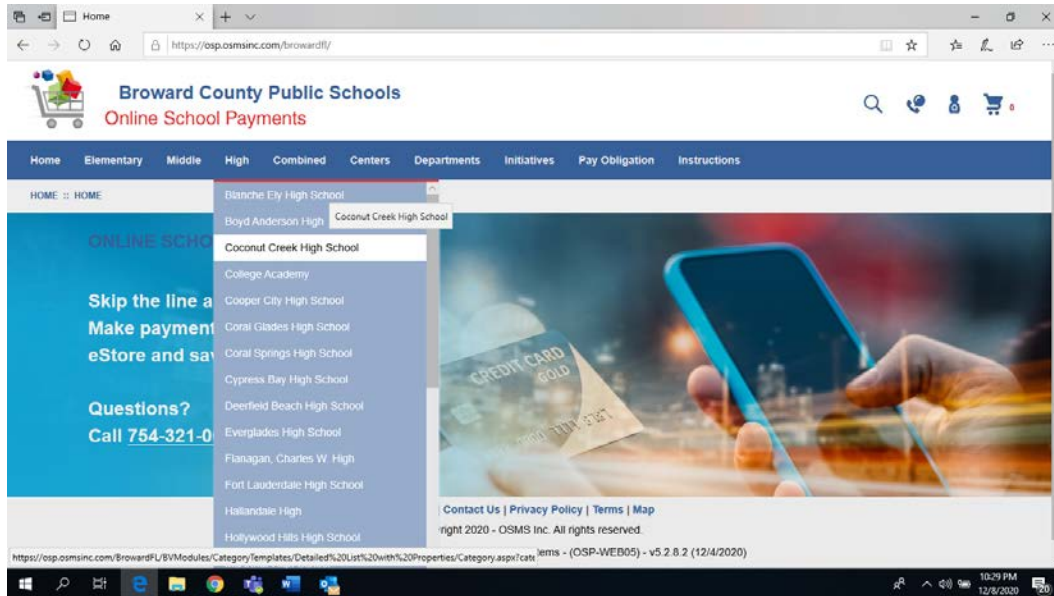 Home
https://osp.osmsinc.com/browardfl/
Broward County Public Schools
Online School Payments
0
Home Elementary Middle High Combined Centers Departments Initiatives Pay Obligation Instructions
HOME :: HOME
Blanche Ely High School
Boyd Anderson High
Coconut Creek High School
Coconut Creek High School
College Academy
Cooper City High School
Coral Glades High School
Coral Springs High School
Cypress Bay High School
Deerfield Beach High School
Everglades High School
Flanagan, Charles W. High
Fort Lauderdale High School
Hallandale High
Hollywood Hills High School
ONLINE SCHO
Skip the line a
Make payment
eStore and sav
Questions?
Call 754-321-0
CREDIT CARD
GOLD
| Contact Us | Privacy Policy | Terms | Map
right 2020 - OSMS Inc. All rights reserved.
tems - (OSP-WEB05) - v5.2.8.2 (12/4/2020)
https://osp.osmsinc.com/BrowardFL/BVModules/CategoryTemplates/Detailed%20List%20with%20Properties/Category.aspx?cate
10:29 PM
12/8/2020
20